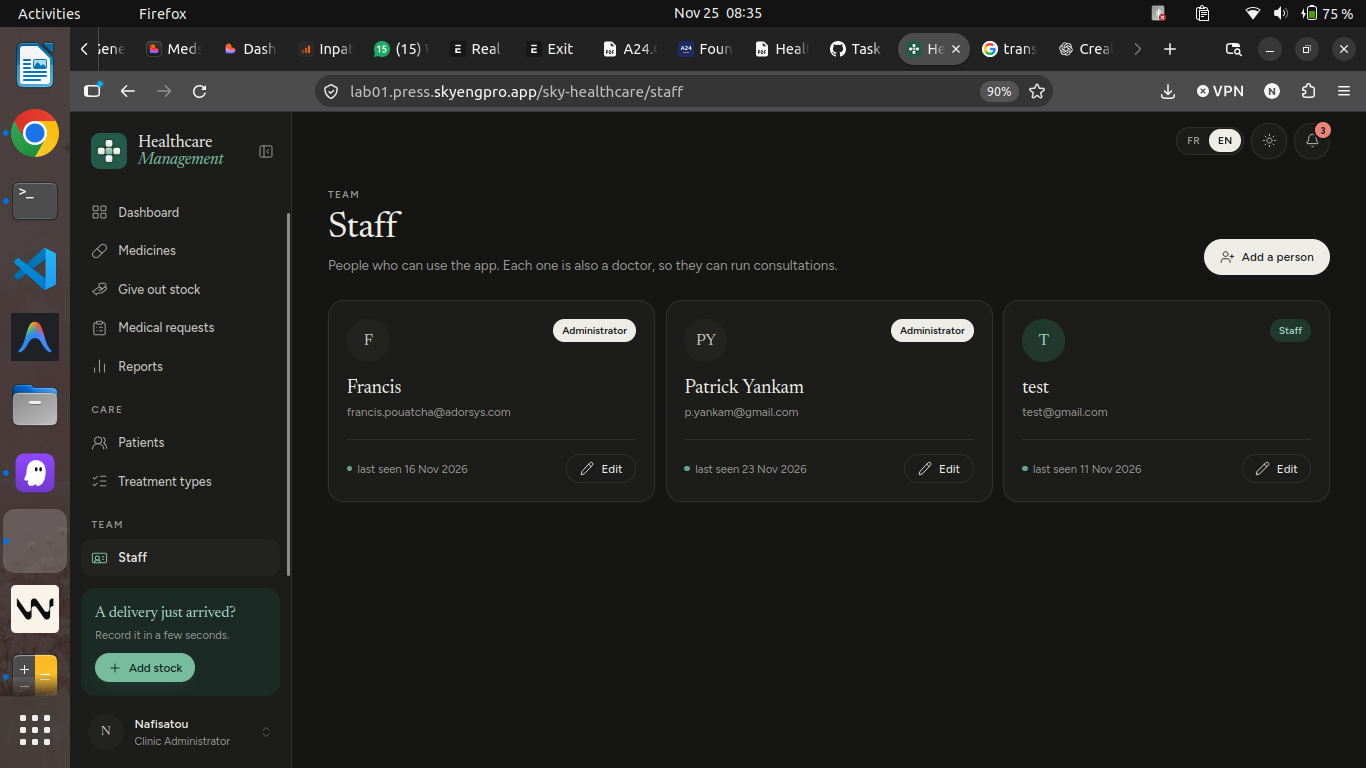 Activities
Firefox
Nov 25 08:35
75 %
Gene
Meds
Dash
Inpat
15
(15)
Real
Exit
A24.
A24
Foun
Heal
Task
He
trans
Crea
lab01.press.skyengpro.app/sky-healthcare/staff
90%
VPN
N
Healthcare
Management
Dashboard
Medicines
Give out stock
Medical requests
Reports
CARE
Patients
Treatment types
TEAM
Staff
A delivery just arrived?
Record it in a few seconds.
Add stock
N
Nafisatou
Clinic Administrator
FR
EN
3
TEAM
Staff
People who can use the app. Each one is also a doctor, so they can run consultations.
Add a person
F
Administrator
Francis
francis.pouatcha@adorsys.com
last seen 16 Nov 2026
Edit
PY
Administrator
Patrick Yankam
p.yankam@gmail.com
last seen 23 Nov 2026
Edit
T
Staff
test
test@gmail.com
last seen 11 Nov 2026
Edit